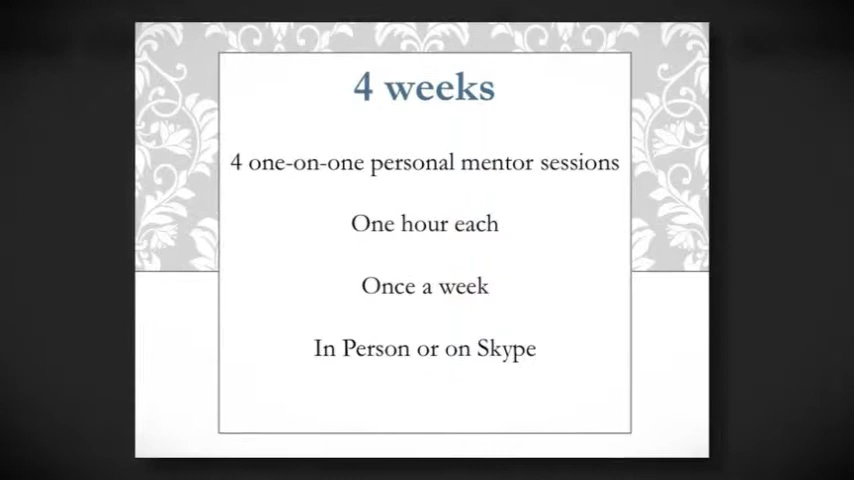 4 weeks
4 one-on-one personal mentor sessions
One hour each
Once a week
In Person or on Skype